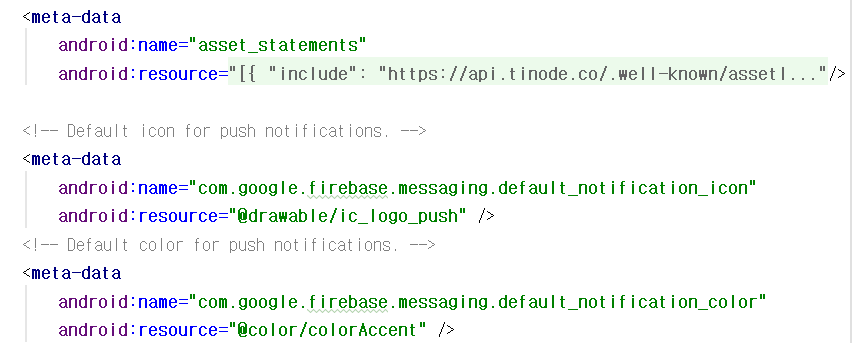 <meta-data
android:name="asset_statements"
android:resource="[{ "include": "https://api.tinode.co/.well-known/assetl..."/>
<!-- Default icon for push notifications. -->
<meta-data
android:name="com.google.firebase.messaging.default_notification_icon"
android:resource="@drawable/ic_logo_push" />
<!-- Default color for push notifications. -->
<meta-data
android:name="com.google.firebase.messaging.default_notification_color"
android:resource="@color/colorAccent" />